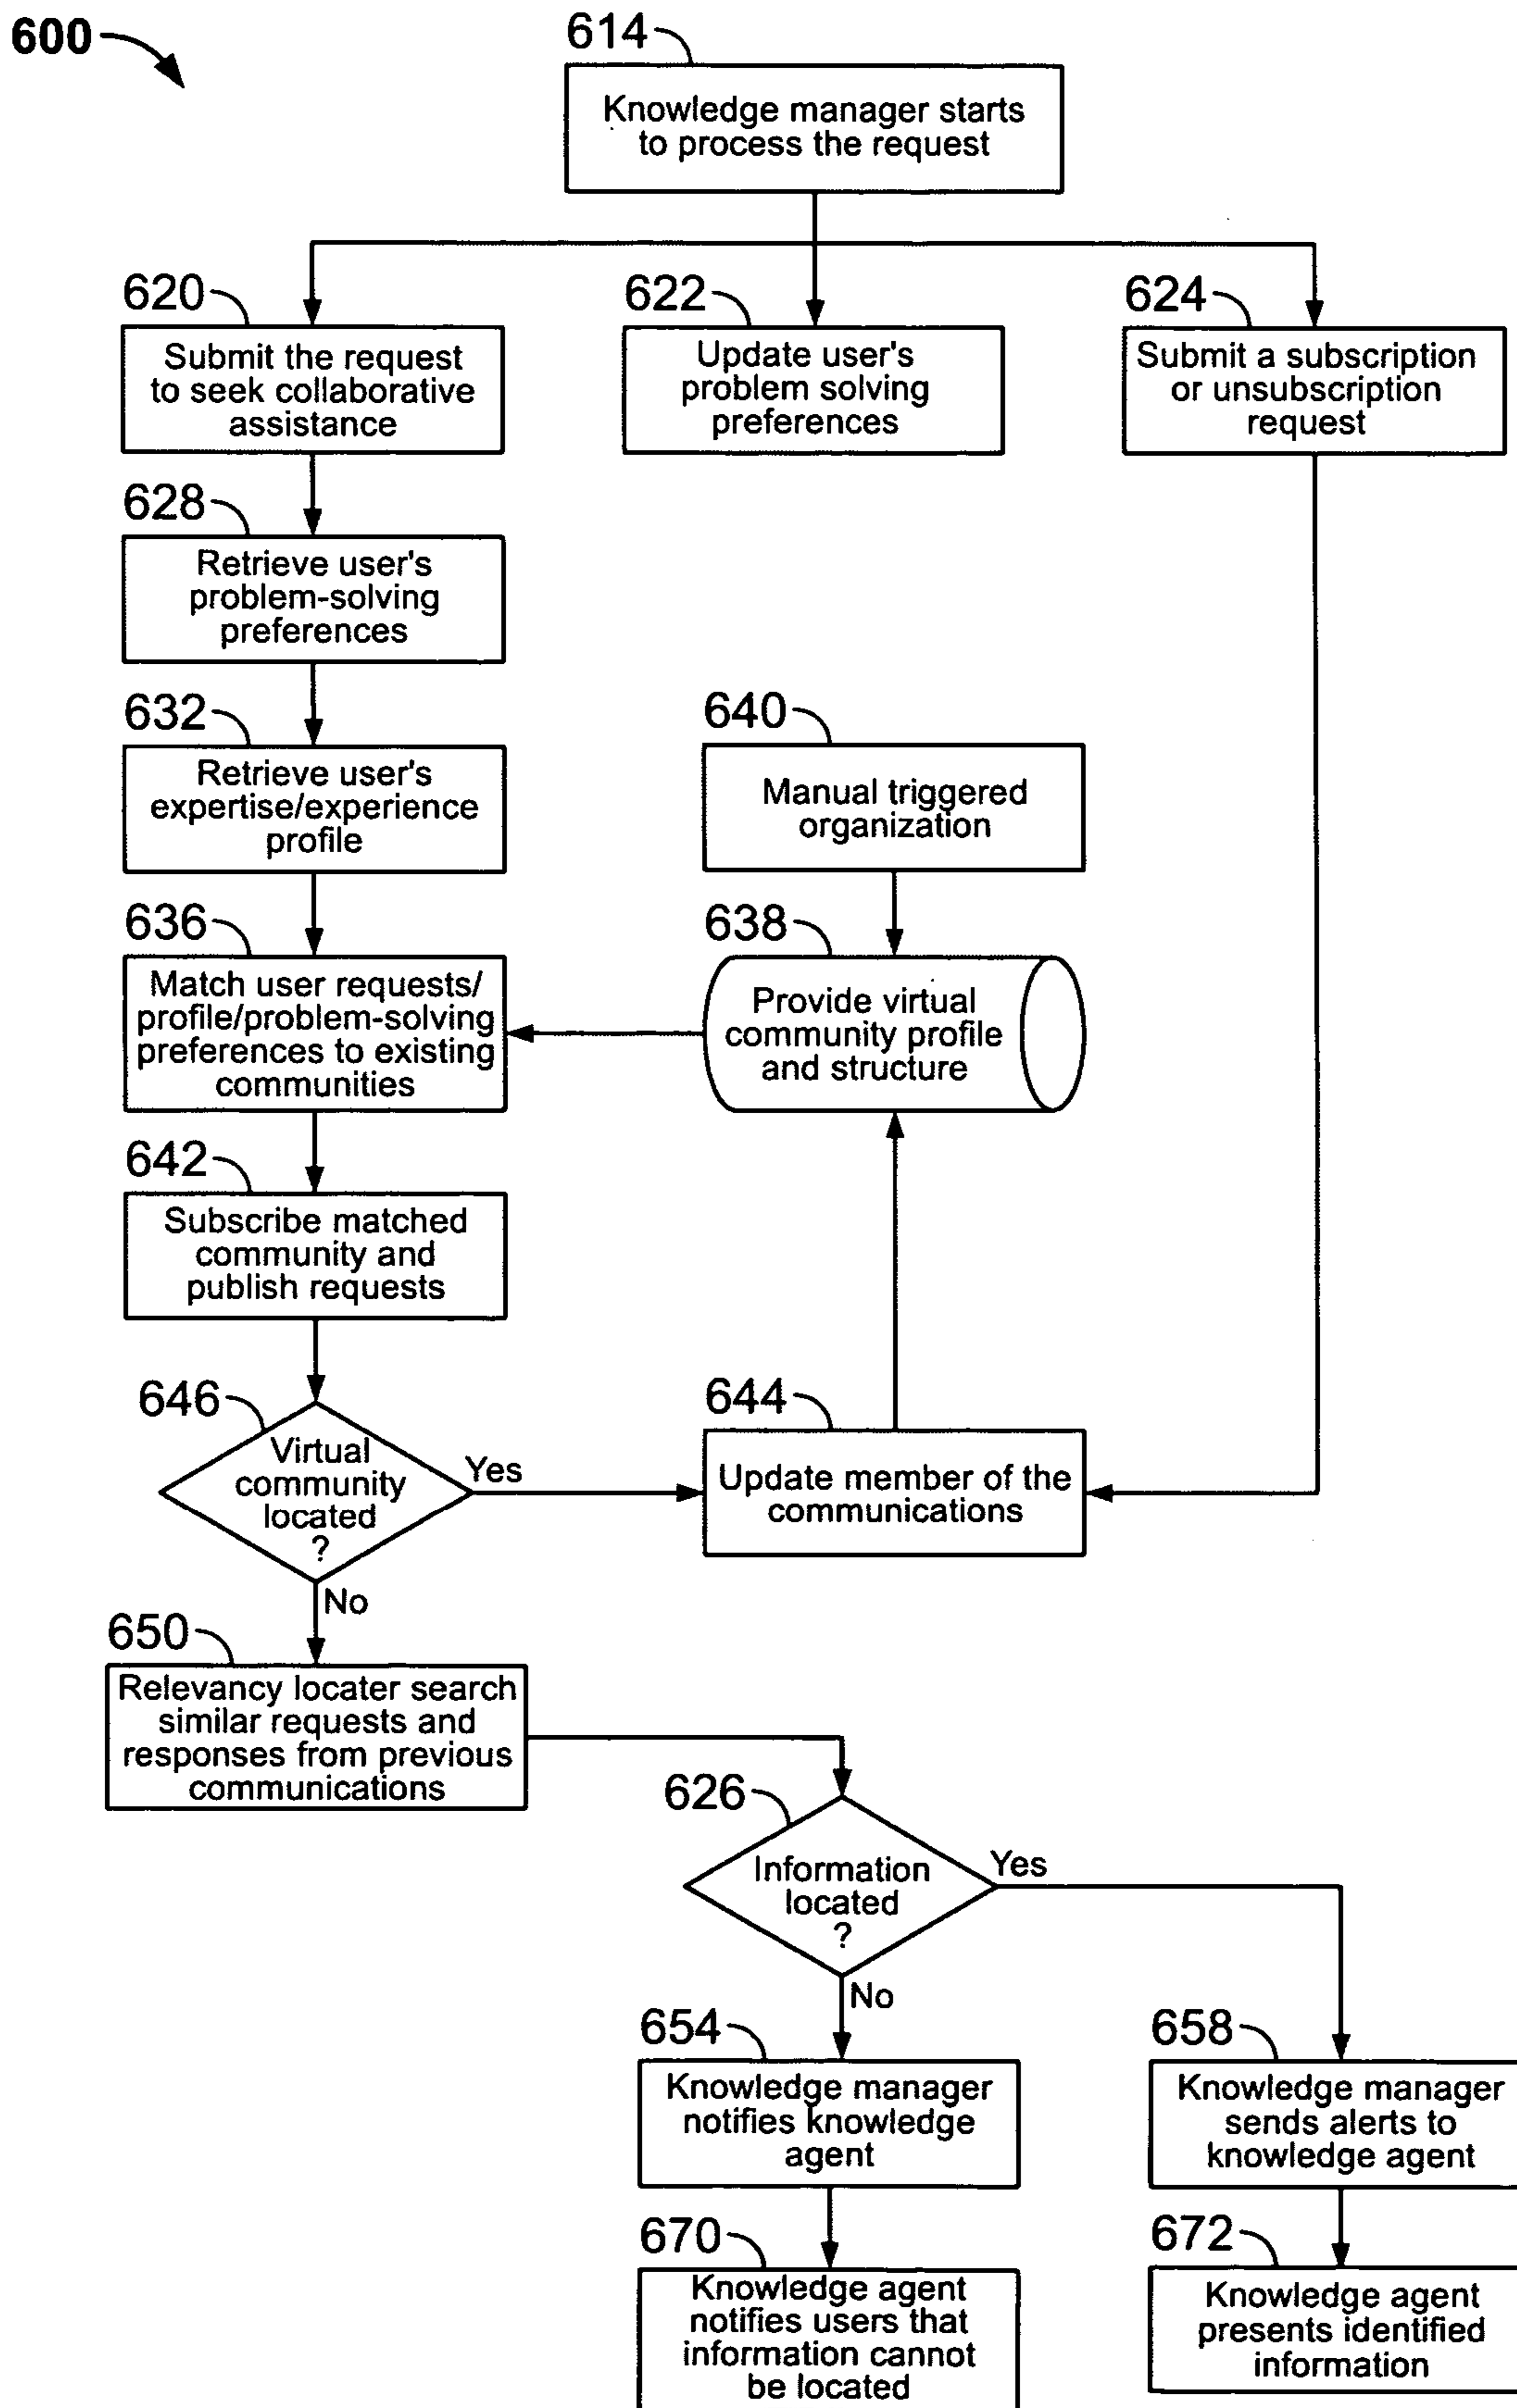 600
614
Knowledge manager starts
to process the request
620
Submit the request
to seek collaborative
assistance
622
Update user's
problem solving
preferences
624
Submit a subscription
or unsubscription
request
628
Retrieve user's
problem-solving
preferences
632
Retrieve user's
expertise/experience
profile
640
Manual triggered
organization
636
Match user requests/
profile/problem-solving
preferences to existing
communities
638
Provide virtual
community profile
and structure
642
Subscribe matched
community and
publish requests
646
Virtual
community
located
?
Yes
No
644
Update member of the
communications
650
Relevancy locater search
similar requests and
responses from previous
communications
626
Information
located
?
Yes
No
654
Knowledge manager
notifies knowledge
agent
658
Knowledge manager
sends alerts to
knowledge agent
670
Knowledge agent
notifies users that
information cannot
be located
672
Knowledge agent
presents identified
information